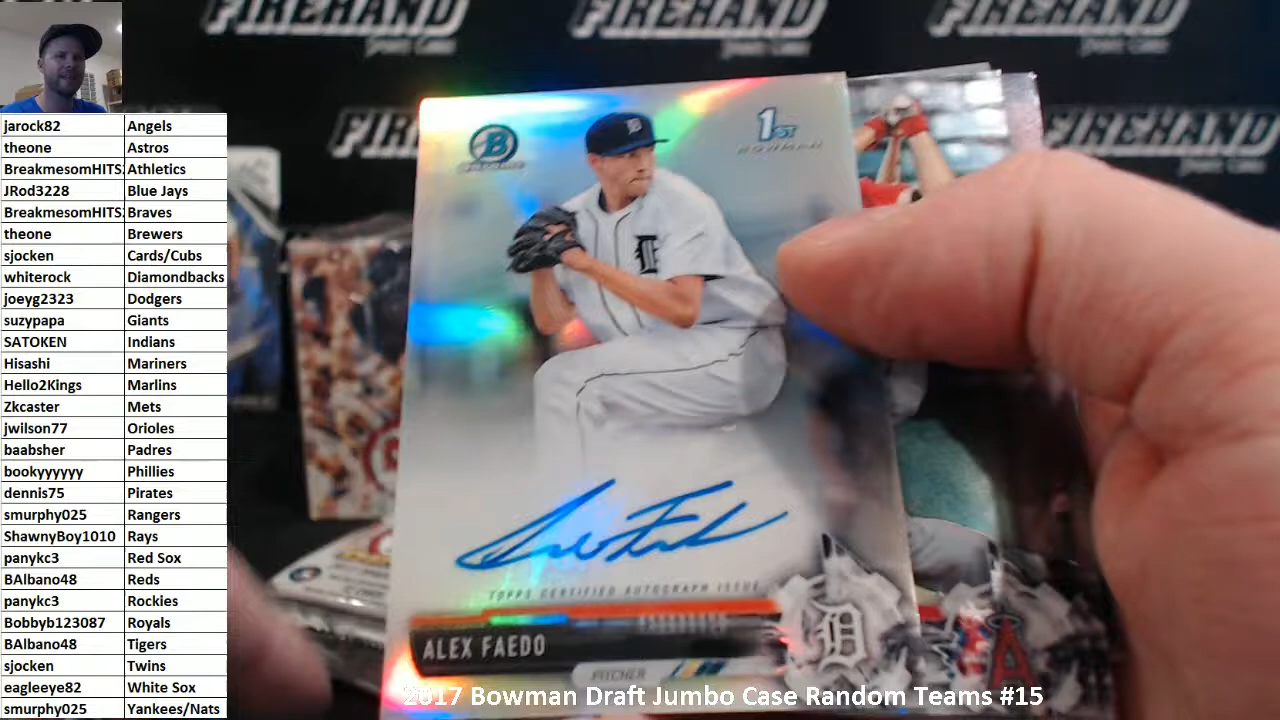 FIREHAND FIREHAND FIREHAND
SPORTS CARDS
jarock82 Angels
theone Astros
BreakmesomHITS Athletics
JRod3228 Blue Jays
BreakmesomHITS Braves
theone Brewers
sjocken Cards/Cubs
whiterock Diamondbacks
joeyg2323 Dodgers
suzypapa Giants
SATOKEN Indians
Hisashi Mariners
Hello2Kings Marlins
Zkcaster Mets
jwilson77 Orioles
baabsher Padres
bookyyyyyy Phillies
dennis75 Pirates
smurphy025 Rangers
ShawnyBoy1010 Rays
panykc3 Red Sox
BAlbano48 Reds
panykc3 Rockies
Bobbyb123087 Royals
BAlbano48 Tigers
sjocken Twins
eagleeye82 White Sox
smurphy025 Yankees/Nats
B
1ST
BOWMAN
D
TOPPS CERTIFIED AUTOGRAPH ISSUE
ALEX FAEDO
PITCHER
D
A
2017 Bowman Draft Jumbo Case Random Teams #15